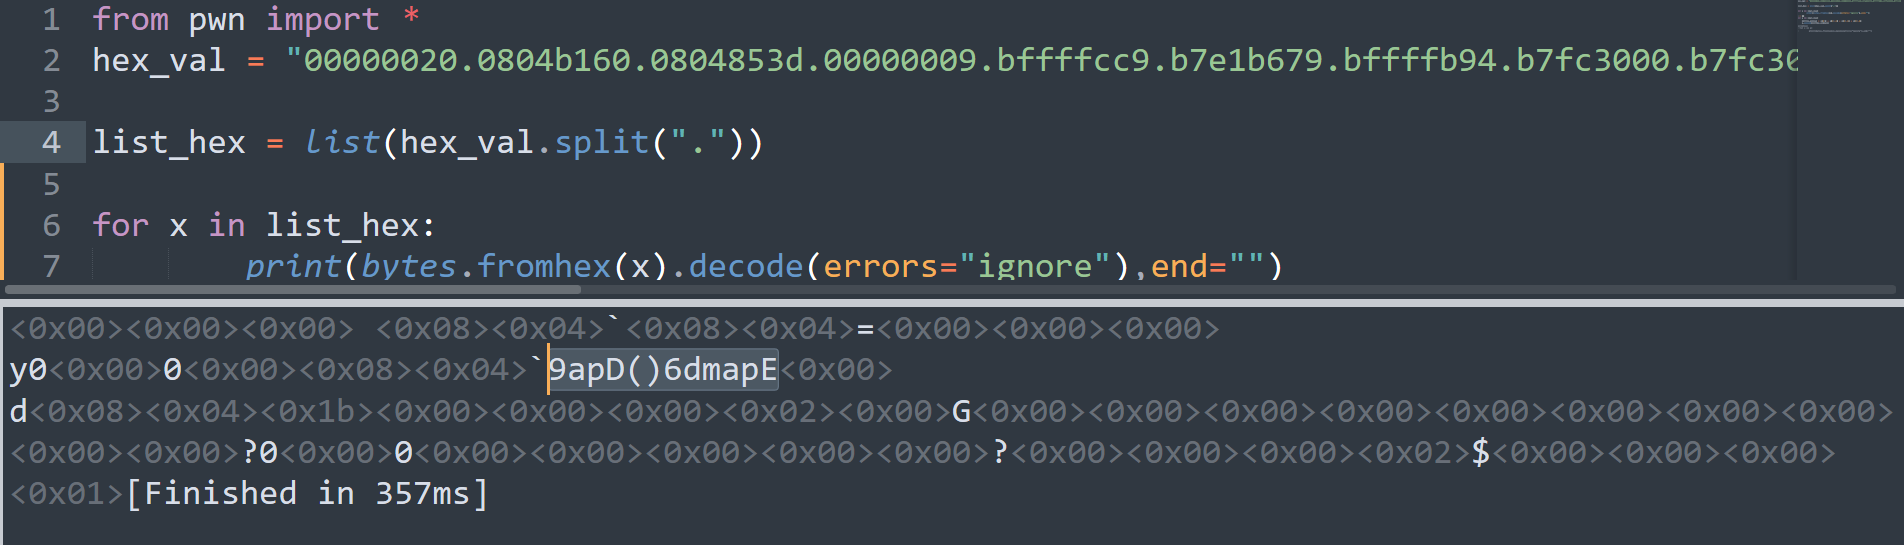 1 from pwn import *
2 hex_val = "00000020.0804b160.0804853d.00000009.bffffcc9.b7e1b679.bffffb94.b7fc3000.b7fc30
3
4 list_hex = list(hex_val.split("."))
5
6 for x in list_hex:
7 print(bytes.fromhex(x).decode(errors="ignore"),end="")
<0x00><0x00><0x00> <0x08><0x04>`<0x08><0x04>=<0x00><0x00><0x00>
y0<0x00>0<0x00><0x08><0x04>`9apD()6dmapE<0x00>
d<0x08><0x04><0x1b><0x00><0x00><0x00><0x02><0x00>G<0x00><0x00><0x00><0x00><0x00><0x00><0x00><0x00>
<0x00><0x00>?0<0x00>0<0x00><0x00><0x00><0x00><0x00>?<0x00><0x00><0x00><0x02>$<0x00><0x00><0x00>
<0x01>[Finished in 357ms]